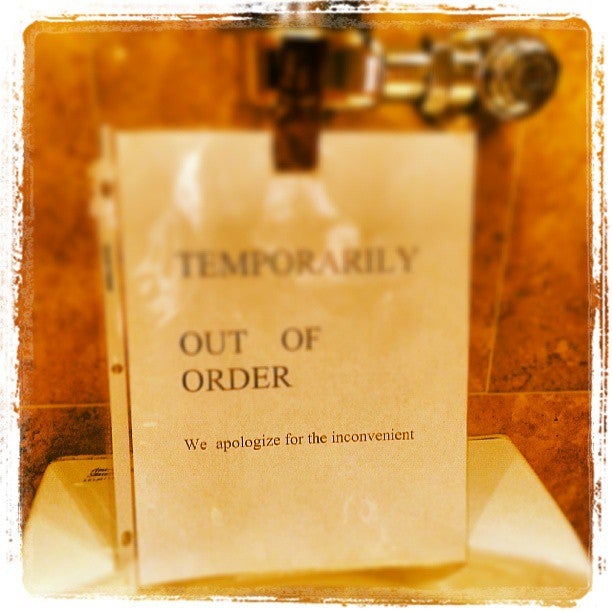 TEMPORARILY
OUT OF
ORDER
We apologize for the inconvenient